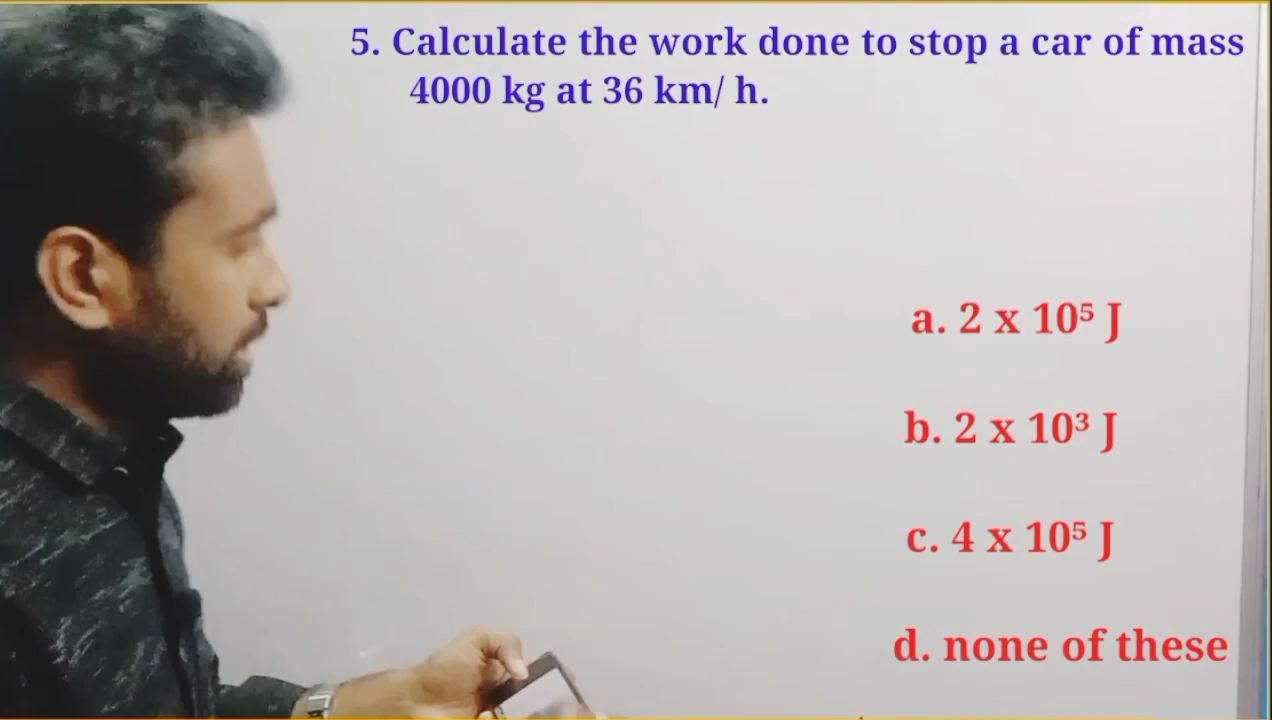 5. Calculate the work done to stop a car of mass
4000 kg at 36 km/ h.
a. 2 x 10⁵ J
b. 2 x 10³ J
c. 4 x 10⁵ J
d. none of these